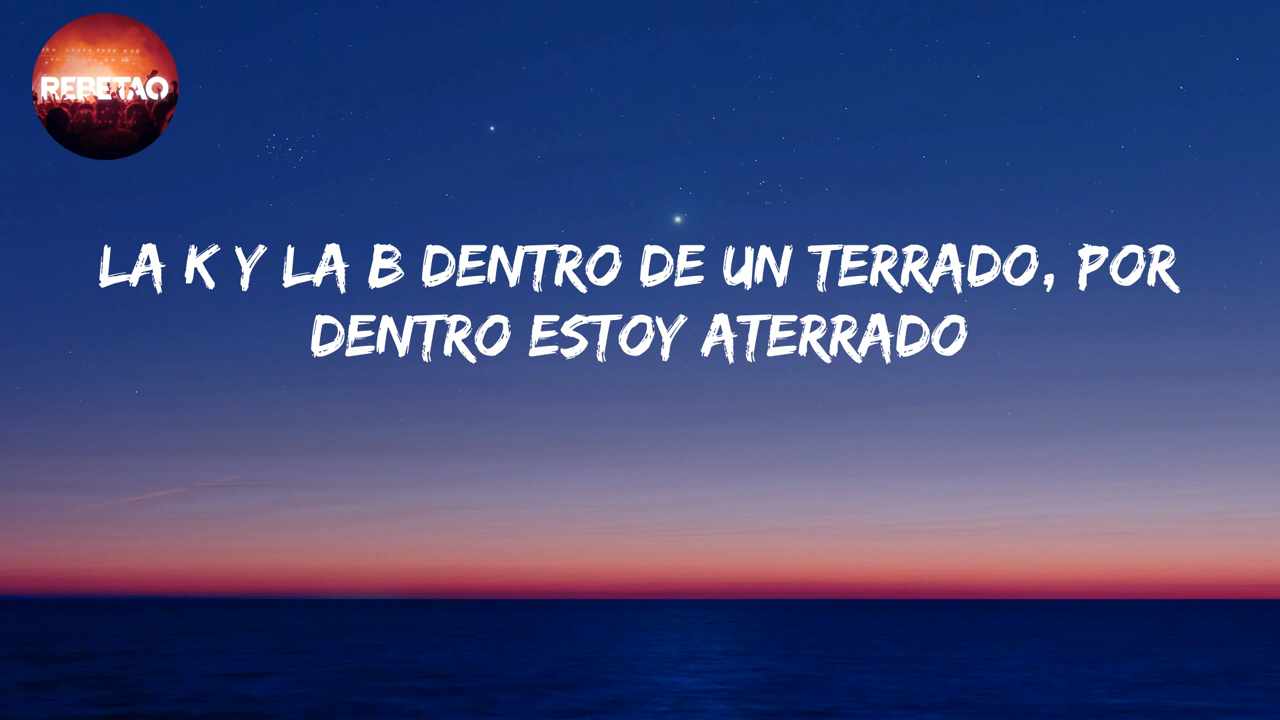 REBETAO
LA K Y LA B DENTRO DE UN TERRADO, POR
DENTRO ESTOY ATERRADO